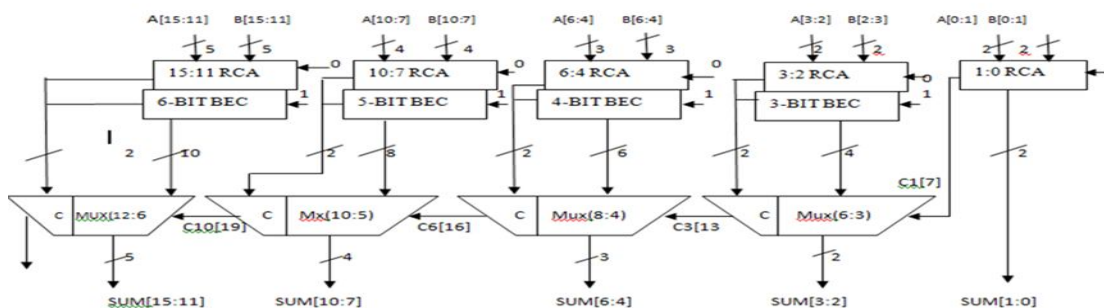 A[15:11] B[15:11] A[10:7] B[10:7] A[6:4] B[6:4] A[3:2] B[2:3] A[0:1] B[0:1]
5 5 4 4 3 3 2 2 2 2
0 0 0 0
15:11 RCA 10:7 RCA 6:4 RCA 3:2 RCA 1:0 RCA
1 1 1 1
6-BIT BEC 5-BIT BEC 4-BIT BEC 3-BIT BEC
2 10 2 8 2 6 2 4 2
C1[7]
C MUX(12:6 C Mx(10:5) C Mux(8:4) C Mux(6:3)
C10[19] C6[16] C3[13
5 4 3 2
SUM[15:11] SUM[10:7] SUM[6:4] SUM[3:2] SUM[1:0]